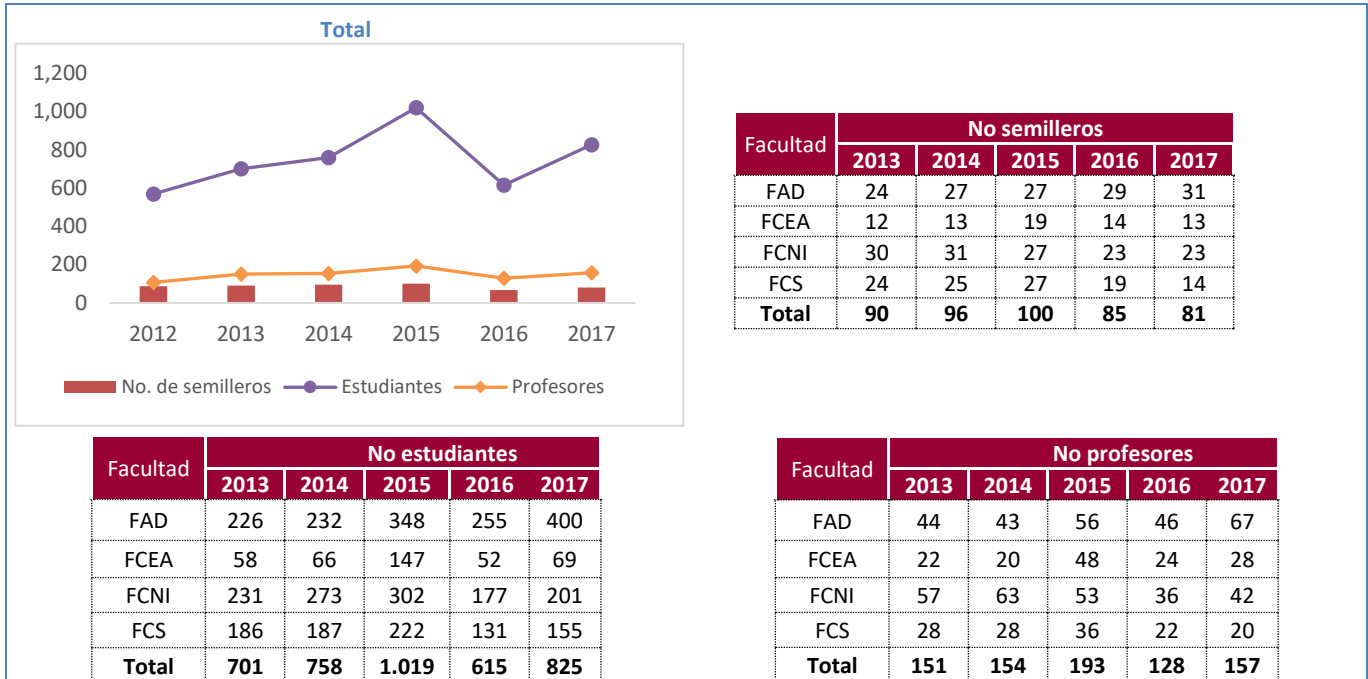 Total
1,200
1,000
800
600
400
200
0
2012 2013 2014 2015 2016 2017
No. de semilleros Estudiantes Profesores
Facultad No semilleros
2013 2014 2015 2016 2017
FAD 24 27 27 29 31
FCEA 12 13 19 14 13
FCNI 30 31 27 23 23
FCS 24 25 27 19 14
Total 90 96 100 85 81
Facultad No estudiantes
2013 2014 2015 2016 2017
FAD 226 232 348 255 400
FCEA 58 66 147 52 69
FCNI 231 273 302 177 201
FCS 186 187 222 131 155
Total 701 758 1.019 615 825
Facultad No profesores
2013 2014 2015 2016 2017
FAD 44 43 56 46 67
FCEA 22 20 48 24 28
FCNI 57 63 53 36 42
FCS 28 28 36 22 20
Total 151 154 193 128 157